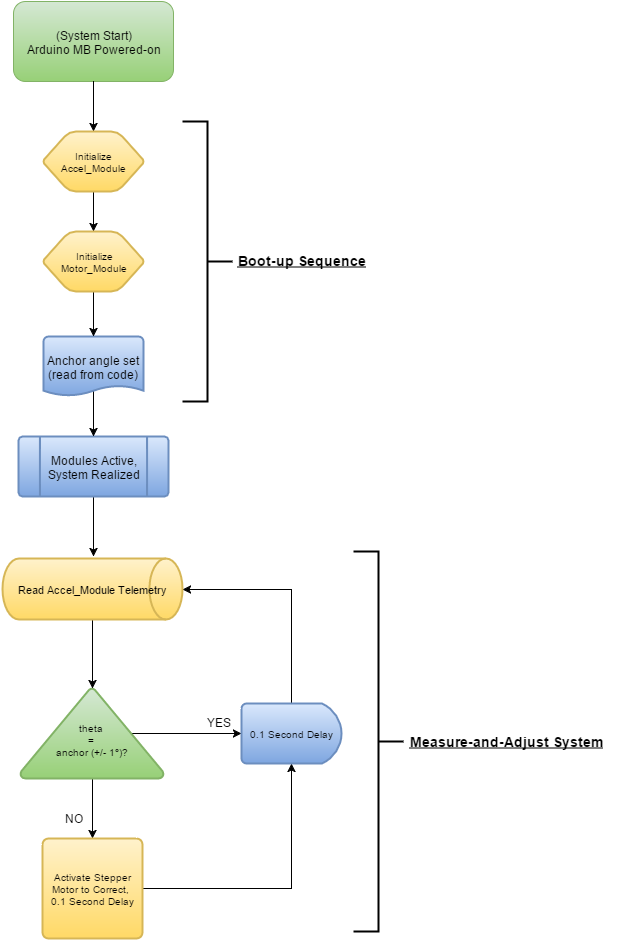 (System Start)
Arduino MB Powered-on
Initialize
Accel_Module
Initialize
Motor_Module
Boot-up Sequence
Anchor angle set
(read from code)
Modules Active,
System Realized
Read Accel_Module Telemetry
theta
=
anchor (+/- 1°)?
YES
0.1 Second Delay
Measure-and-Adjust System
NO
Activate Stepper
Motor to Correct,
0.1 Second Delay